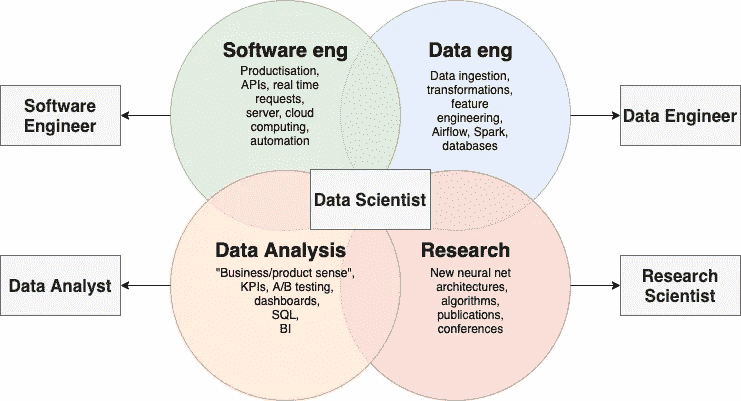 Software eng
Productisation,
APIs, real time
requests,
server, cloud
computing,
automation
Data eng
Data ingestion,
transformations,
feature
engineering,
Airflow, Spark,
databases
Software
Engineer
Data Engineer
Data Scientist
Data Analysis
"Business/product sense",
KPIs, A/B testing,
dashboards,
SQL,
BI
Research
New neural net
architectures,
algorithms,
publications,
conferences
Data Analyst
Research
Scientist